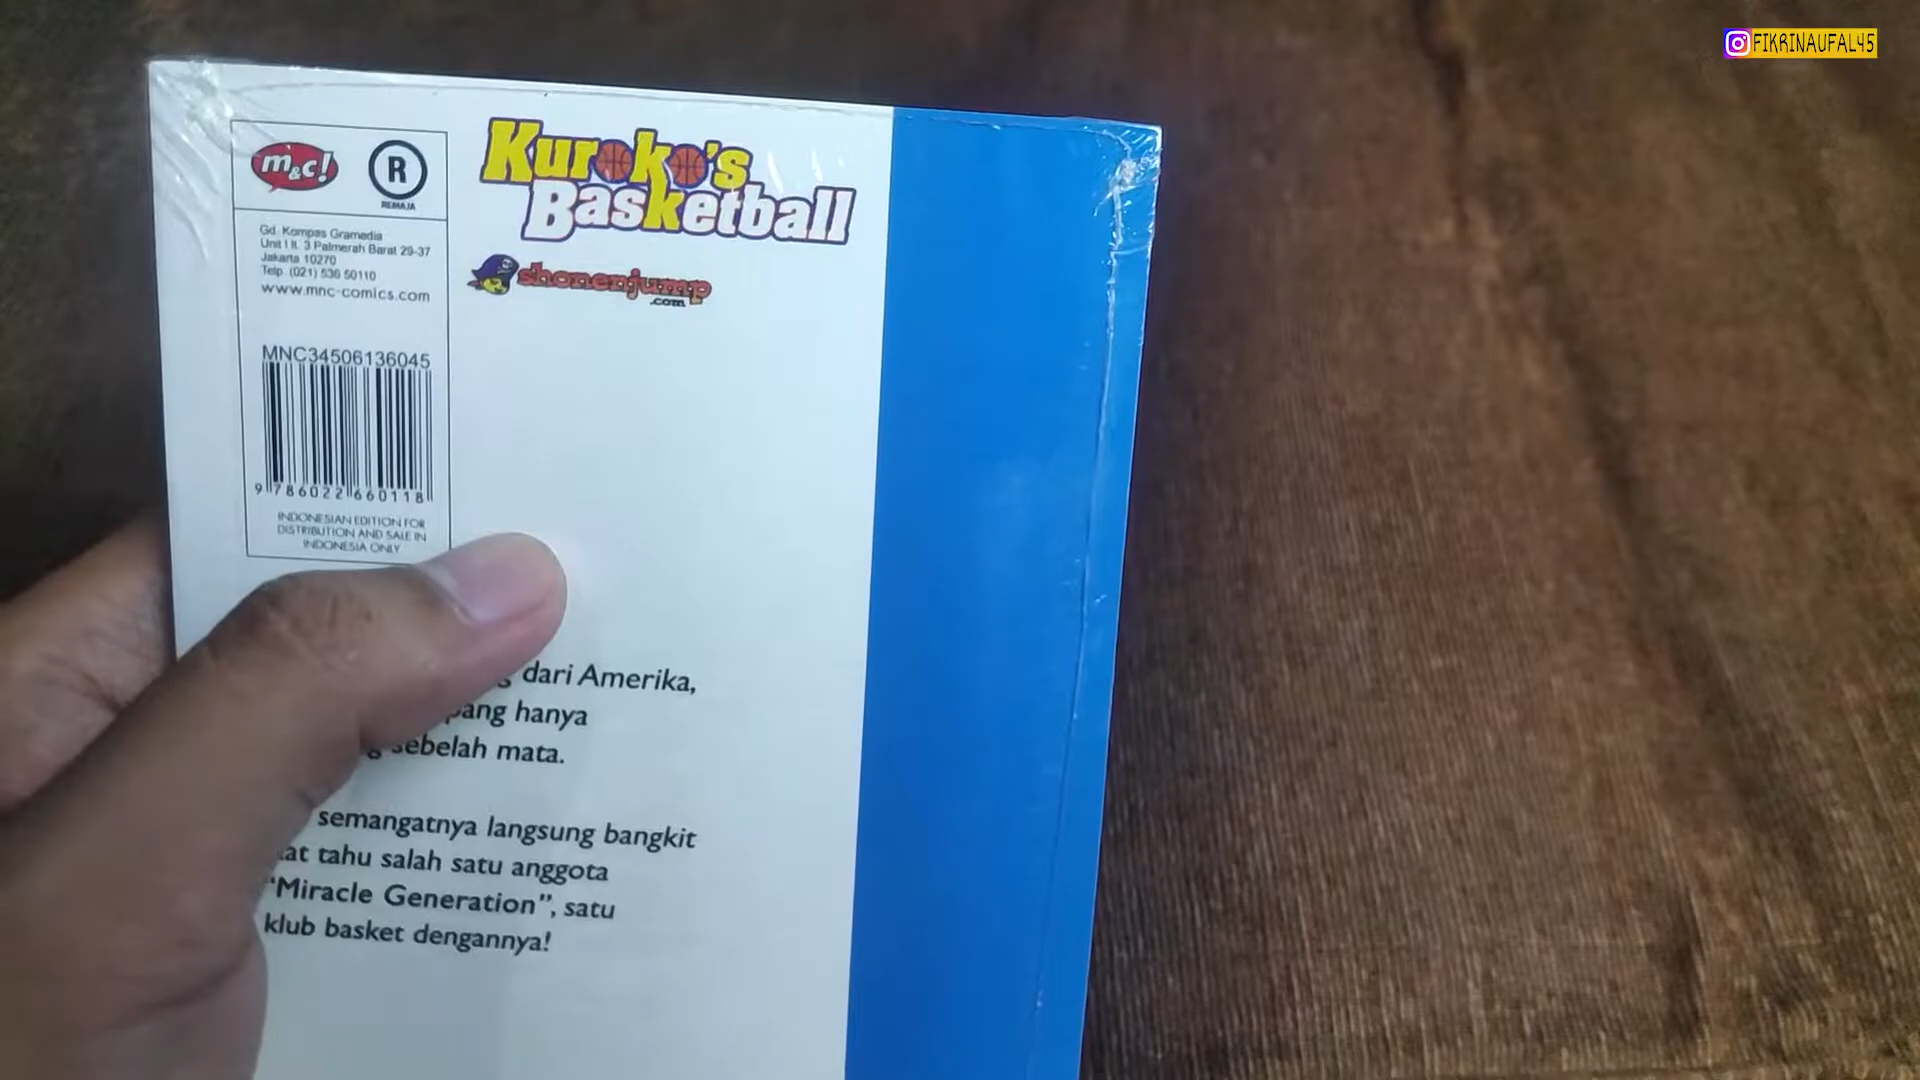 FIKRINAUFAL45
m&c!
R
REMAJA
Kuroko's
Basketball
shonenjump
.com
Gd. Kompas Gramedia
Unit I lt. 3 Palmerah Barat 29-37
Jakarta 10270
Telp. (021) 536 50110
www.mnc-comics.com
MNC34506136045
9 786022 660118
INDONESIAN EDITION FOR
DISTRIBUTION AND SALE IN
INDONESIA ONLY
dari Amerika,
hanya
sebelah mata.
semangatnya langsung bangkit
tahu salah satu anggota
"Miracle Generation", satu
klub basket dengannya!